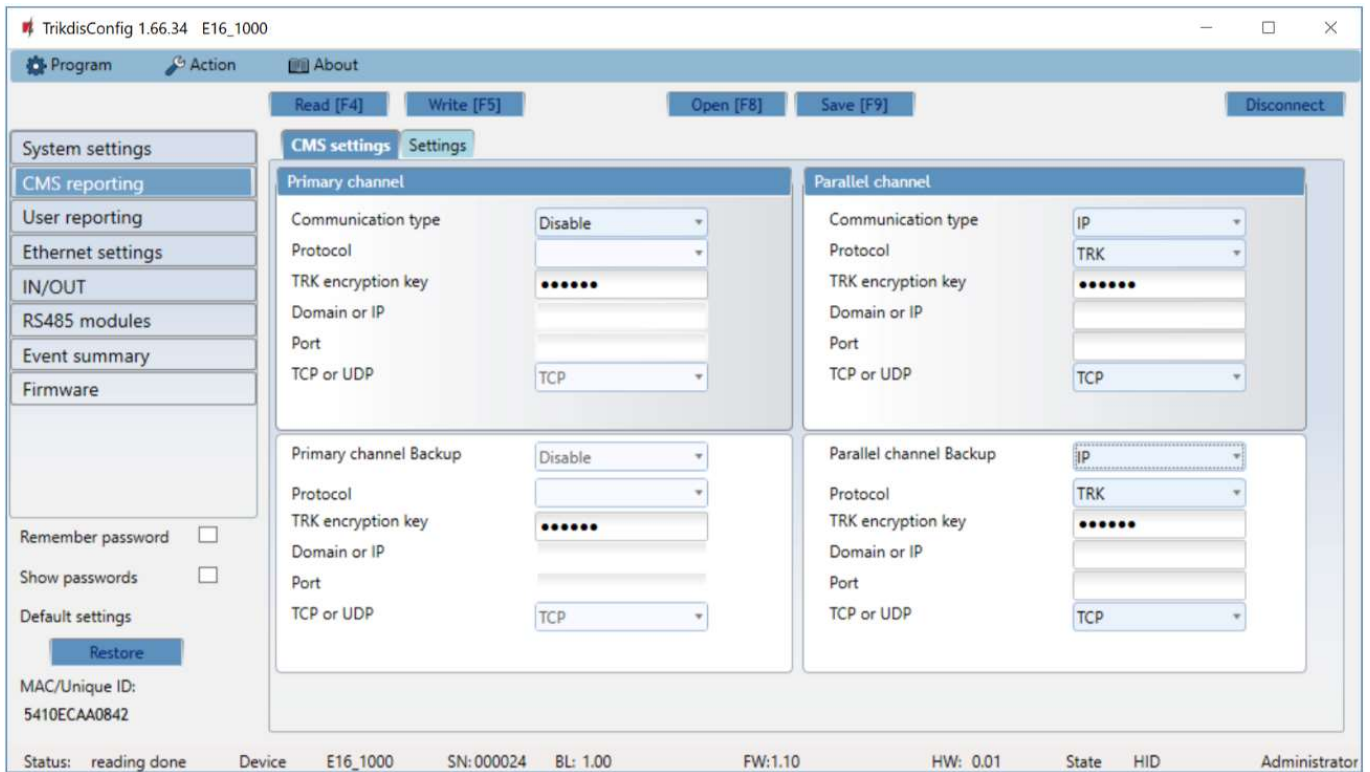 TrikdisConfig 1.66.34 E16_1000
Program Action About
Read [F4] Write [F5] Open [F8] Save [F9] Disconnect
System settings
CMS reporting
User reporting
Ethernet settings
IN/OUT
RS485 modules
Event summary
Firmware
Remember password
Show passwords
Default settings
Restore
MAC/Unique ID:
5410ECAA0842
CMS settings Settings
Primary channel
Communication type Disable
Protocol
TRK encryption key ••••••
Domain or IP
Port
TCP or UDP TCP
Primary channel Backup Disable
Protocol
TRK encryption key ••••••
Domain or IP
Port
TCP or UDP TCP
Parallel channel
Communication type IP
Protocol TRK
TRK encryption key ••••••
Domain or IP
Port
TCP or UDP TCP
Parallel channel Backup IP
Protocol TRK
TRK encryption key ••••••
Domain or IP
Port
TCP or UDP TCP
Status: reading done Device E16_1000 SN:000024 BL: 1.00 FW:1.10 HW: 0.01 State HID Administrator